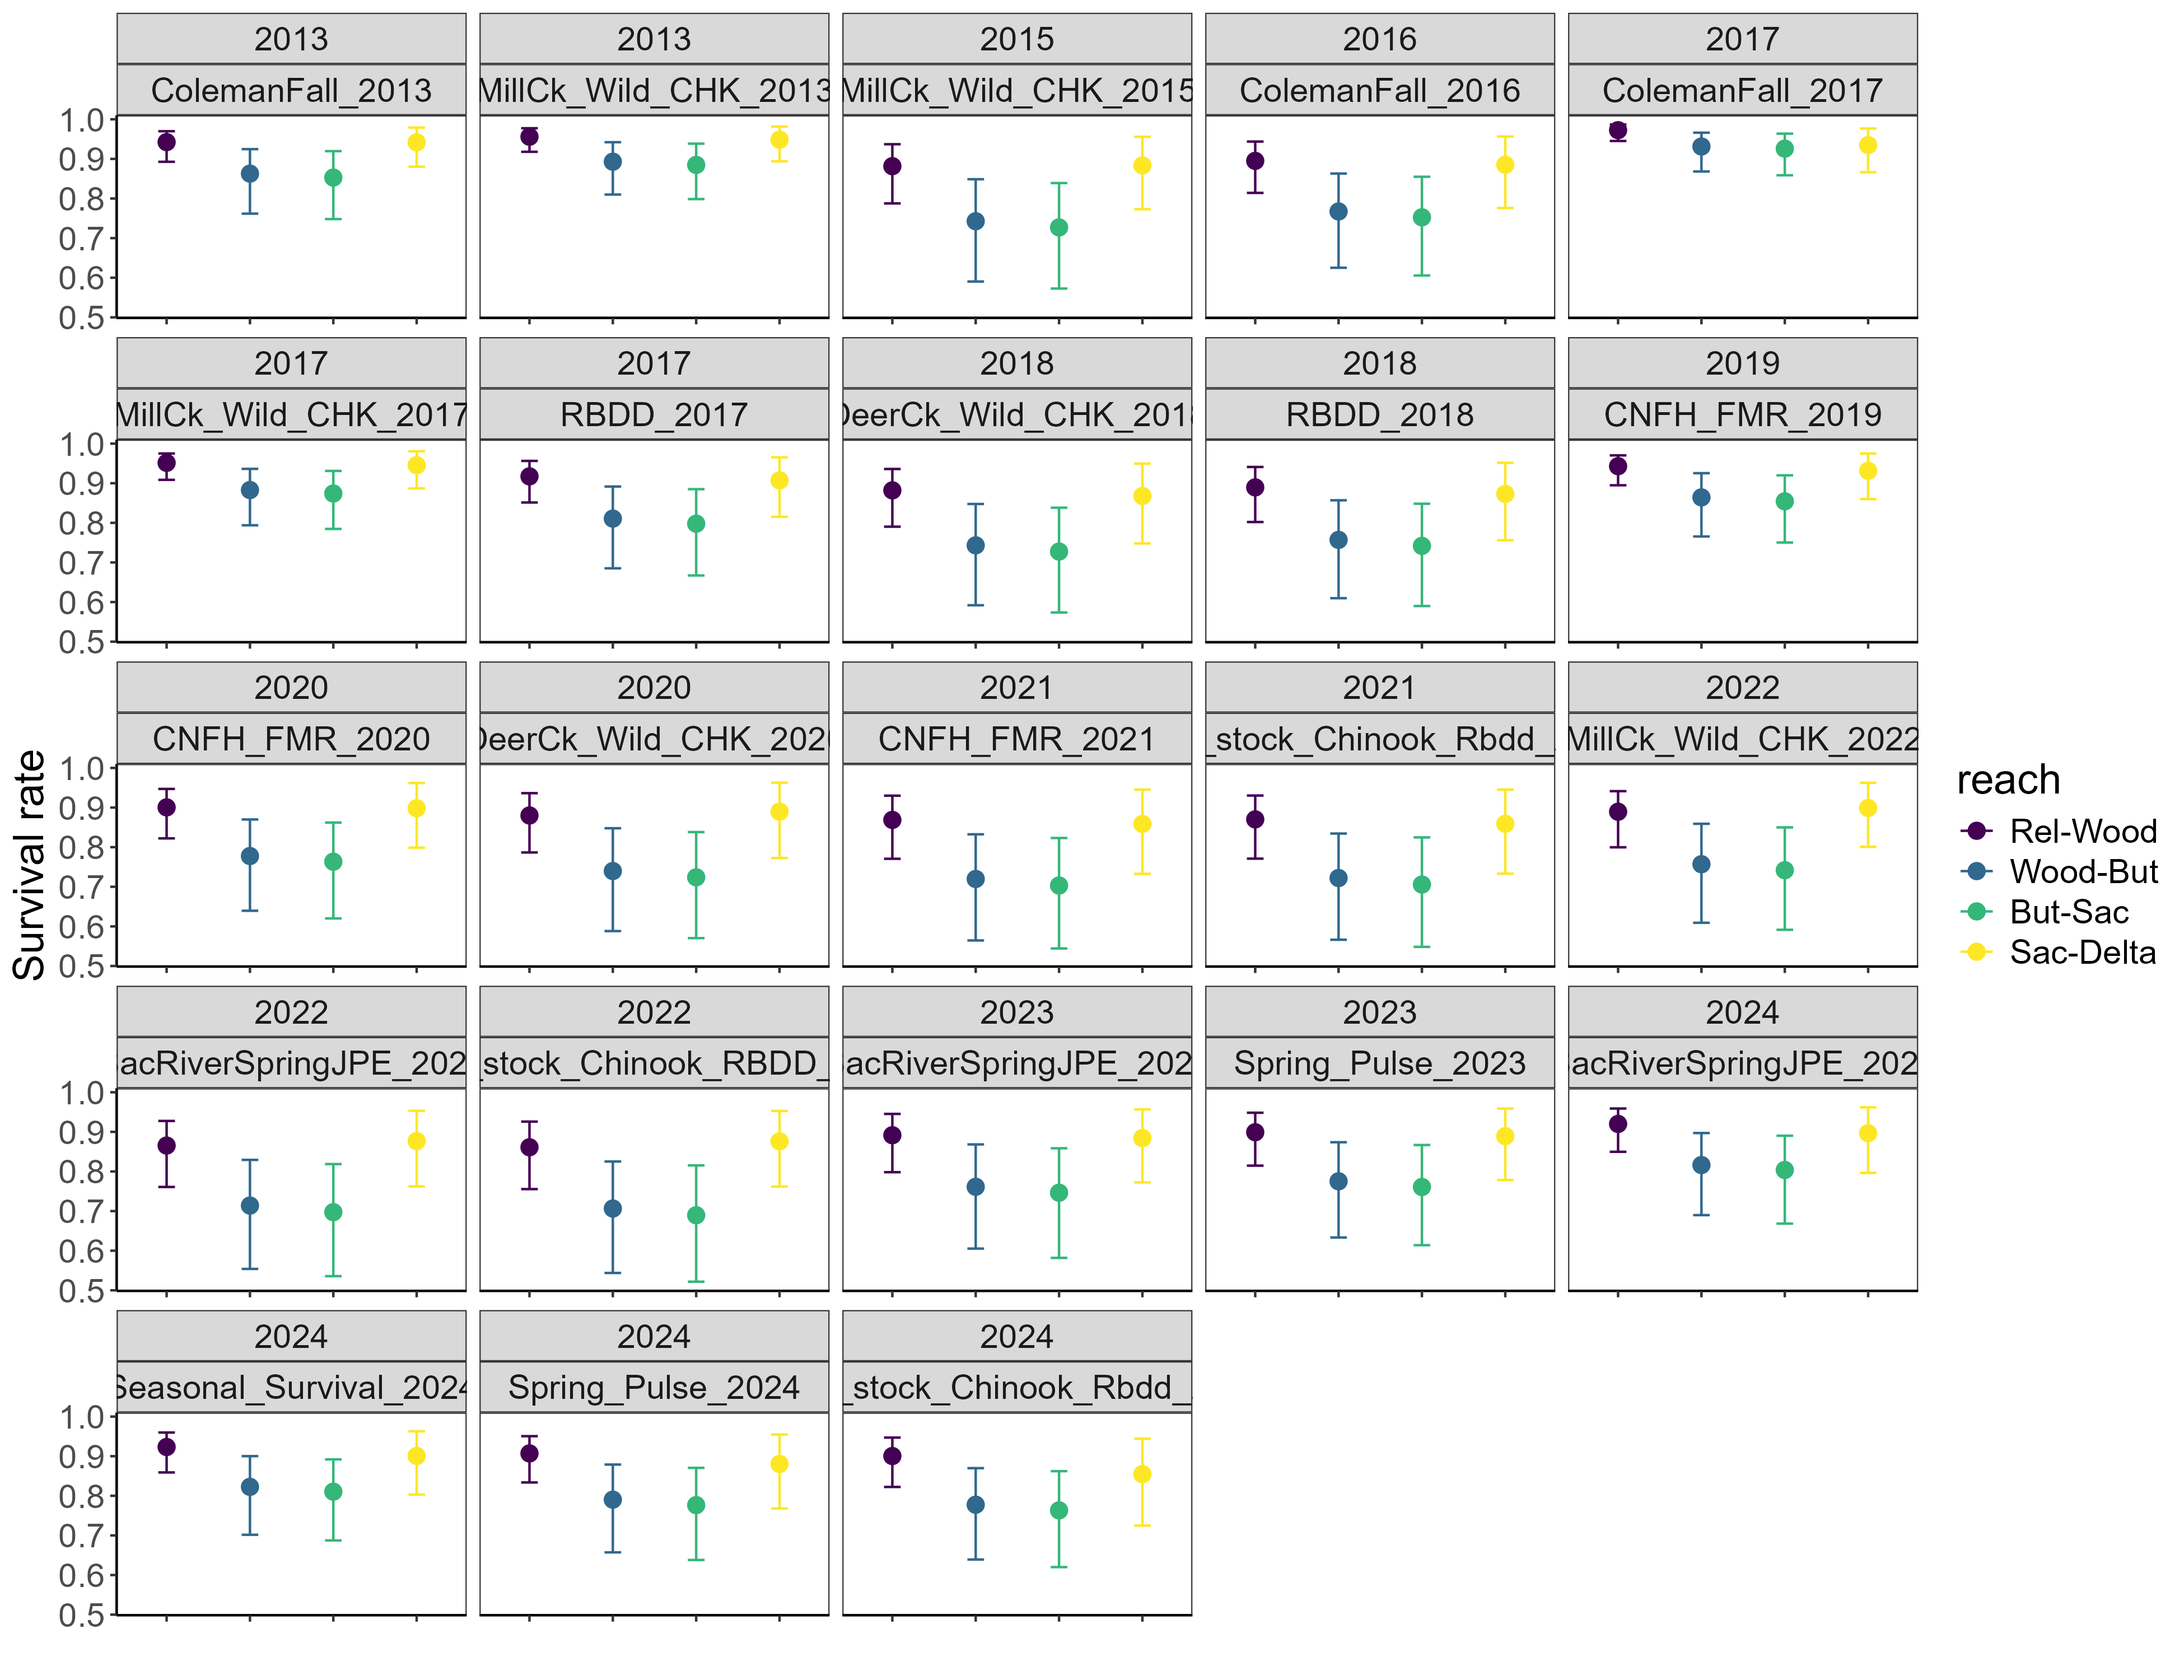 2013 2013 2015 2016 2017
ColemanFall_2013 MillCk_Wild_CHK_2013 MillCk_Wild_CHK_2015 ColemanFall_2016 ColemanFall_2017
1.0
0.9
0.8
0.7
0.6
0.5
2017 2017 2018 2018 2019
MillCk_Wild_CHK_2017 RBDD_2017 DeerCk_Wild_CHK_2018 RBDD_2018 CNFH_FMR_2019
1.0
0.9
0.8
0.7
0.6
0.5
2020 2020 2021 2021 2022
CNFH_FMR_2020 DeerCk_Wild_CHK_2020 CNFH_FMR_2021 _stock_Chinook_Rbdd_ MillCk_Wild_CHK_2022
1.0
0.9
0.8
0.7
0.6
0.5
2022 2022 2023 2023 2024
acRiverSpringJPE_202 _stock_Chinook_RBDD_ acRiverSpringJPE_202 Spring_Pulse_2023 acRiverSpringJPE_202
1.0
0.9
0.8
0.7
0.6
0.5
2024 2024 2024
Seasonal_Survival_2024 Spring_Pulse_2024 _stock_Chinook_Rbdd_
1.0
0.9
0.8
0.7
0.6
0.5
Survival rate
reach
Rel-Wood
Wood-But
But-Sac
Sac-Delta